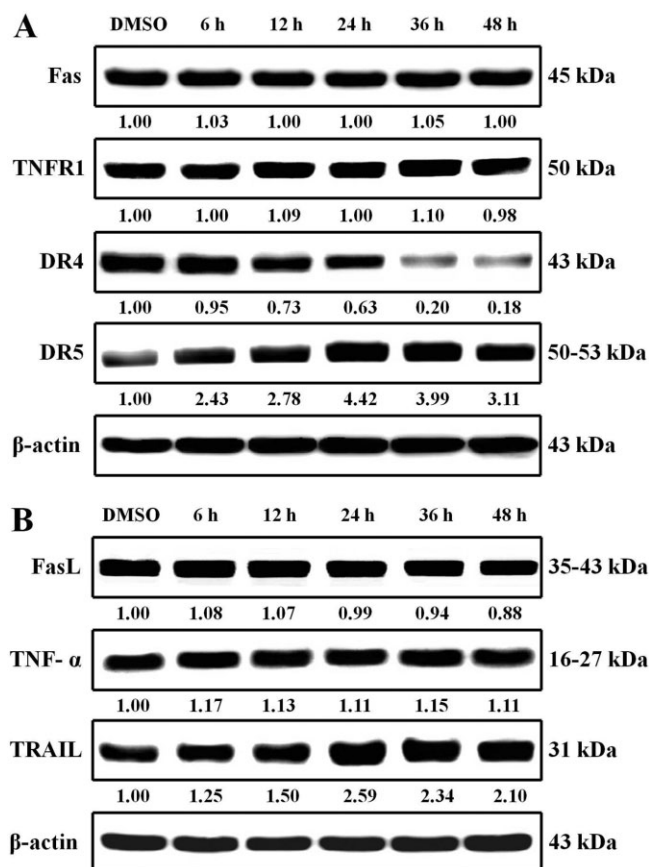 A
DMSO 6 h 12 h 24 h 36 h 48 h
Fas 45 kDa
1.00 1.03 1.00 1.00 1.05 1.00
TNFR1 50 kDa
1.00 1.00 1.09 1.00 1.10 0.98
DR4 43 kDa
1.00 0.95 0.73 0.63 0.20 0.18
DR5 50-53 kDa
1.00 2.43 2.78 4.42 3.99 3.11
β-actin 43 kDa
B
DMSO 6 h 12 h 24 h 36 h 48 h
FasL 35-43 kDa
1.00 1.08 1.07 0.99 0.94 0.88
TNF- α 16-27 kDa
1.00 1.17 1.13 1.11 1.15 1.11
TRAIL 31 kDa
1.00 1.25 1.50 2.59 2.34 2.10
β-actin 43 kDa